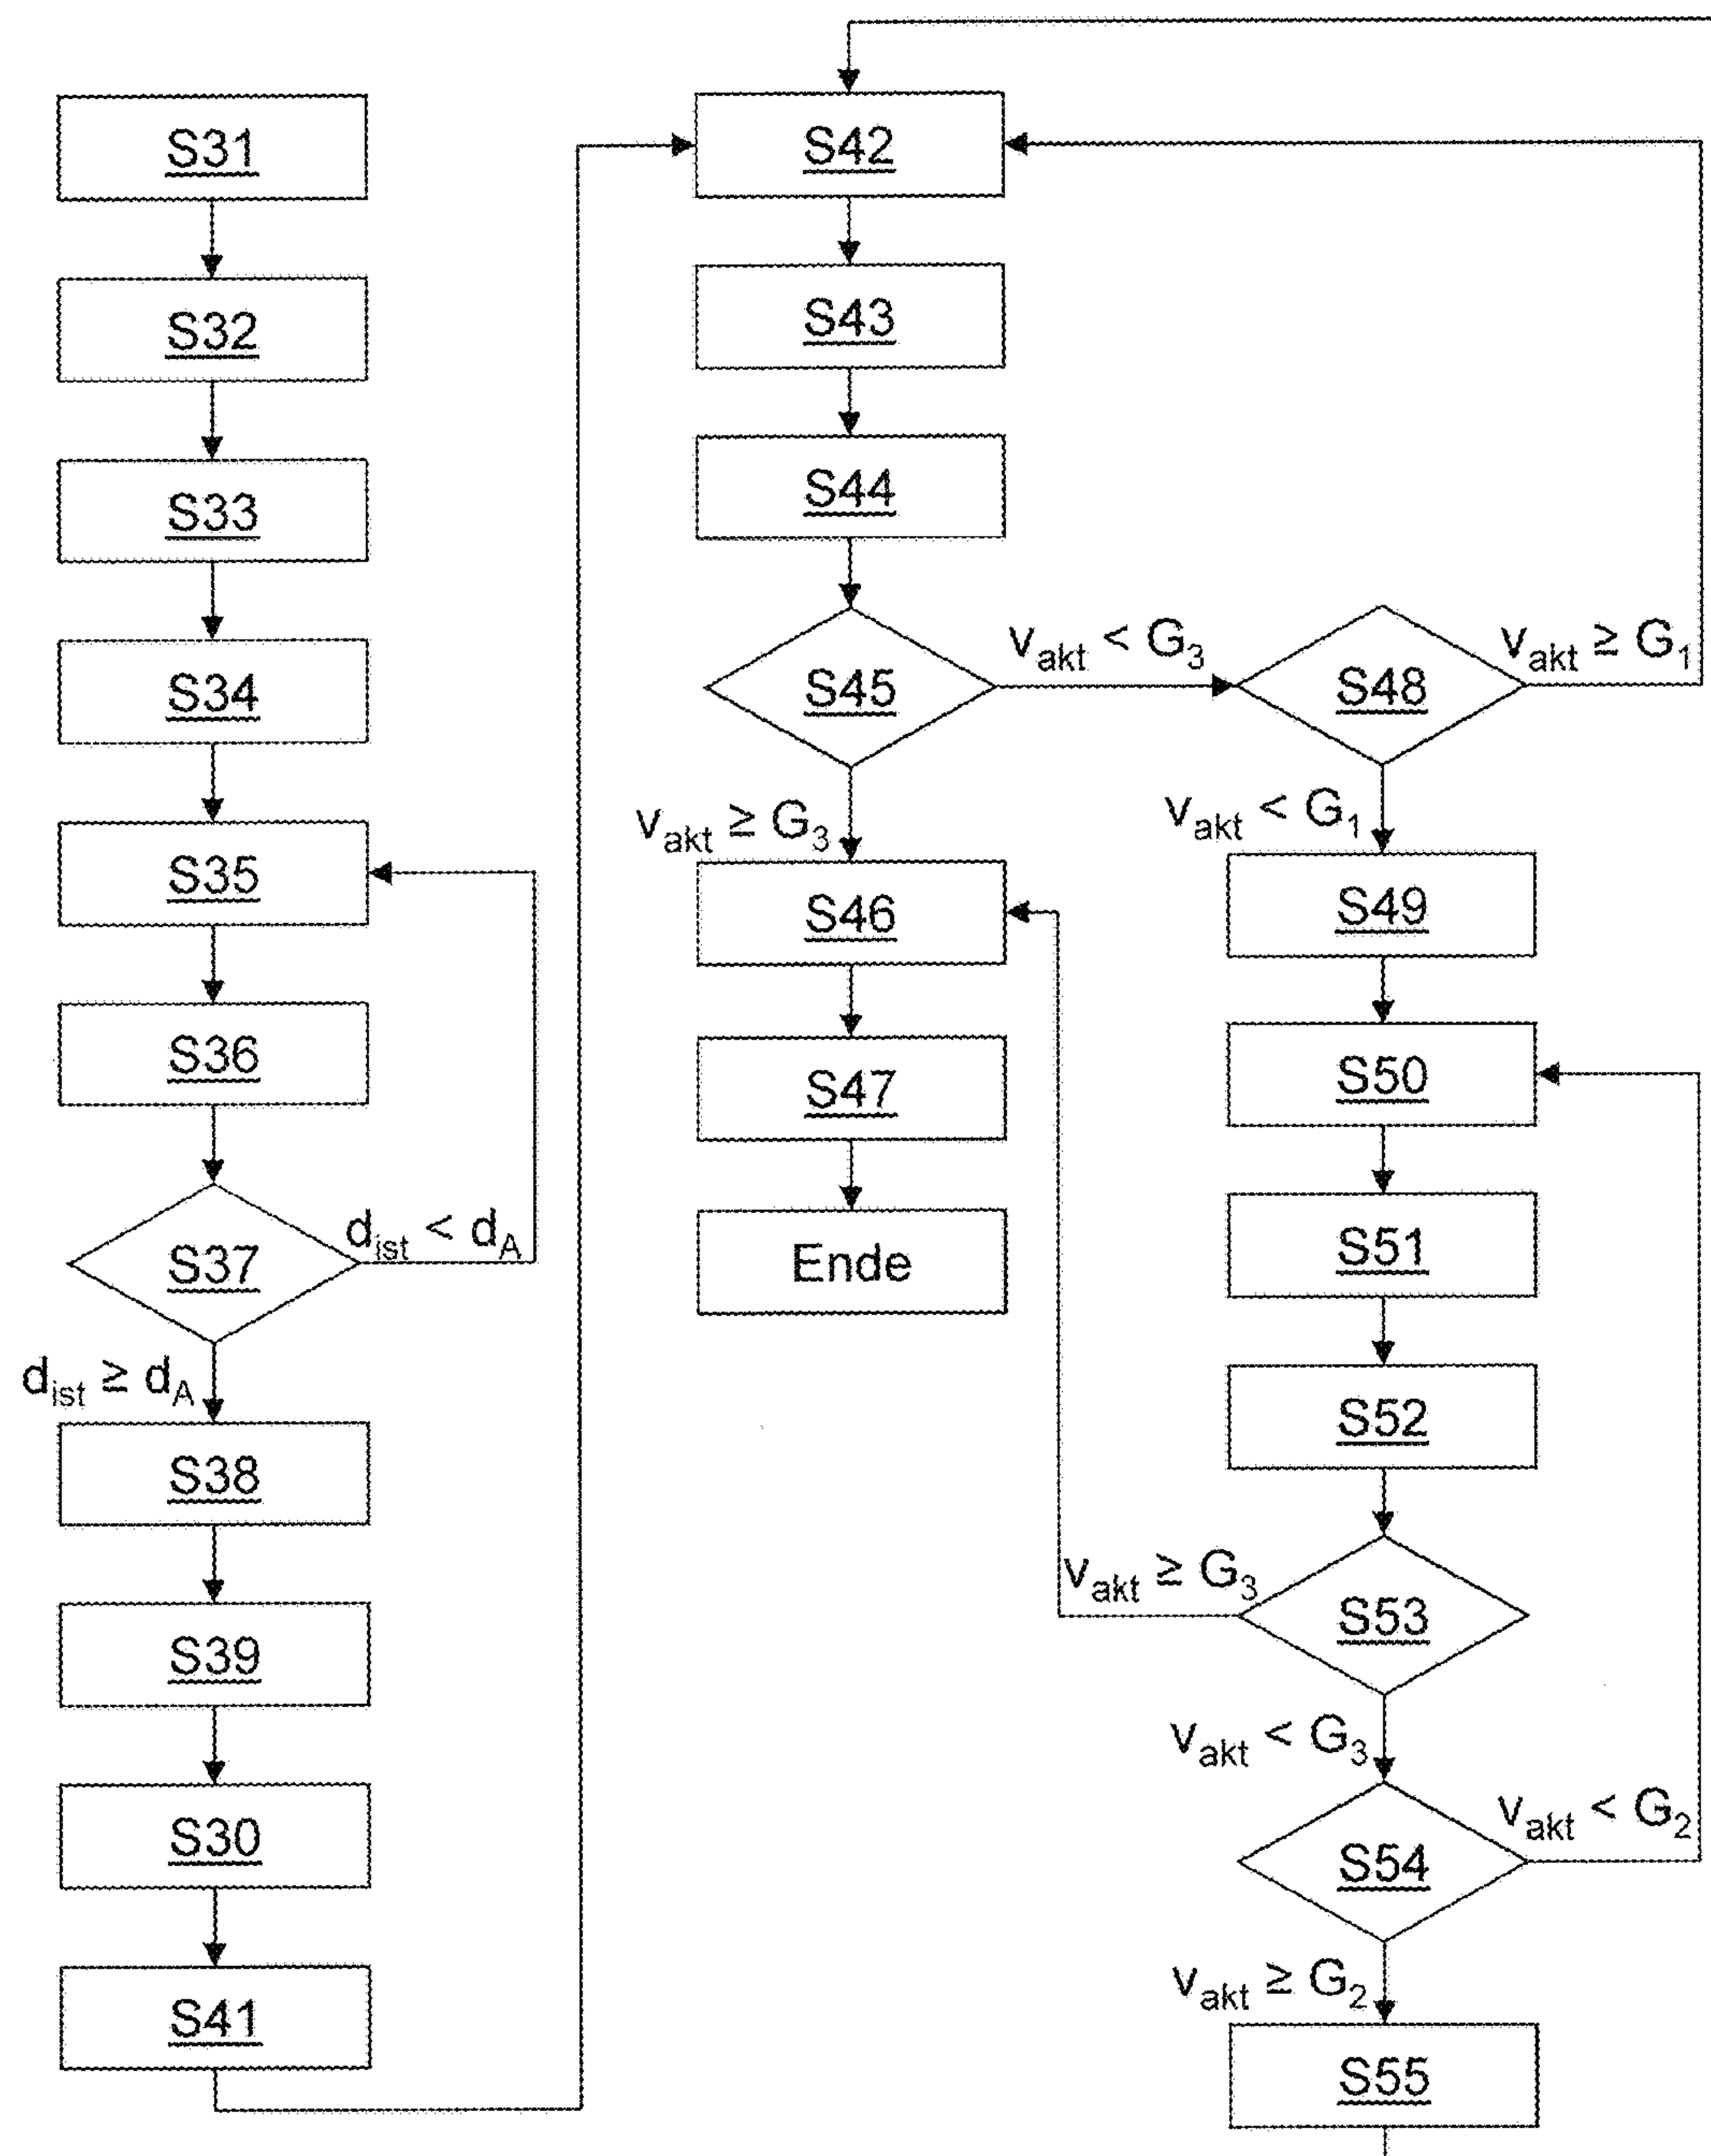 S31
S32
S33
S34
S35
S36
S37
d_ist < d_A
d_ist ≥ d_A
S38
S39
S30
S41
S42
S43
S44
S45
v_akt < G_3
v_akt ≥ G_3
S46
S47
Ende
S48
v_akt ≥ G_1
v_akt < G_1
S49
S50
S51
S52
S53
v_akt ≥ G_3
v_akt < G_3
S54
v_akt < G_2
v_akt ≥ G_2
S55